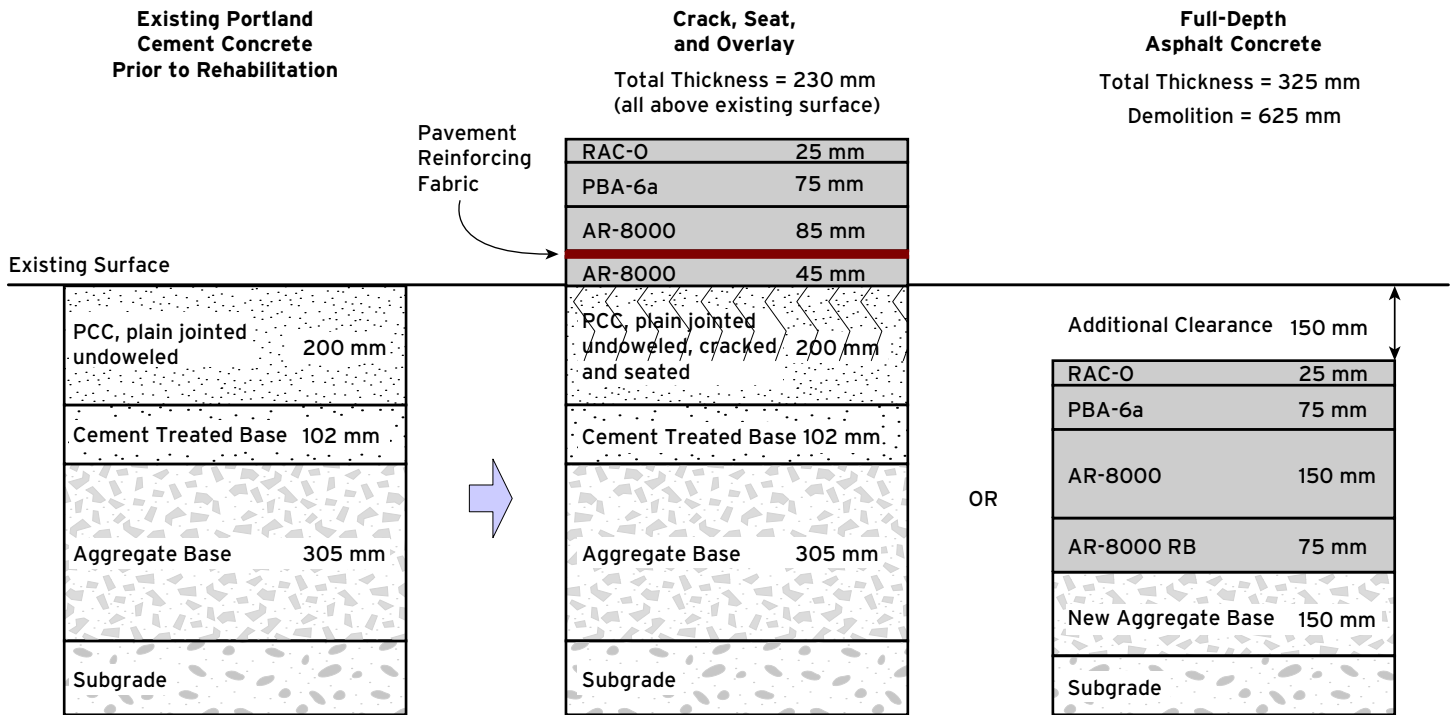 Existing Portland
Cement Concrete
Prior to Rehabilitation
Crack, Seat,
and Overlay
Total Thickness = 230 mm
(all above existing surface)
Full-Depth
Asphalt Concrete
Total Thickness = 325 mm
Demolition = 625 mm
Pavement
Reinforcing
Fabric
Existing Surface
PCC, plain jointed
undoweled 200 mm
Cement Treated Base 102 mm
Aggregate Base 305 mm
Subgrade
RAC-O 25 mm
PBA-6a 75 mm
AR-8000 85 mm
AR-8000 45 mm
PCC, plain jointed
undoweled, cracked 200 mm
and seated
Cement Treated Base 102 mm
Aggregate Base 305 mm
Subgrade
OR
Additional Clearance 150 mm
RAC-O 25 mm
PBA-6a 75 mm
AR-8000 150 mm
AR-8000 RB 75 mm
New Aggregate Base 150 mm
Subgrade